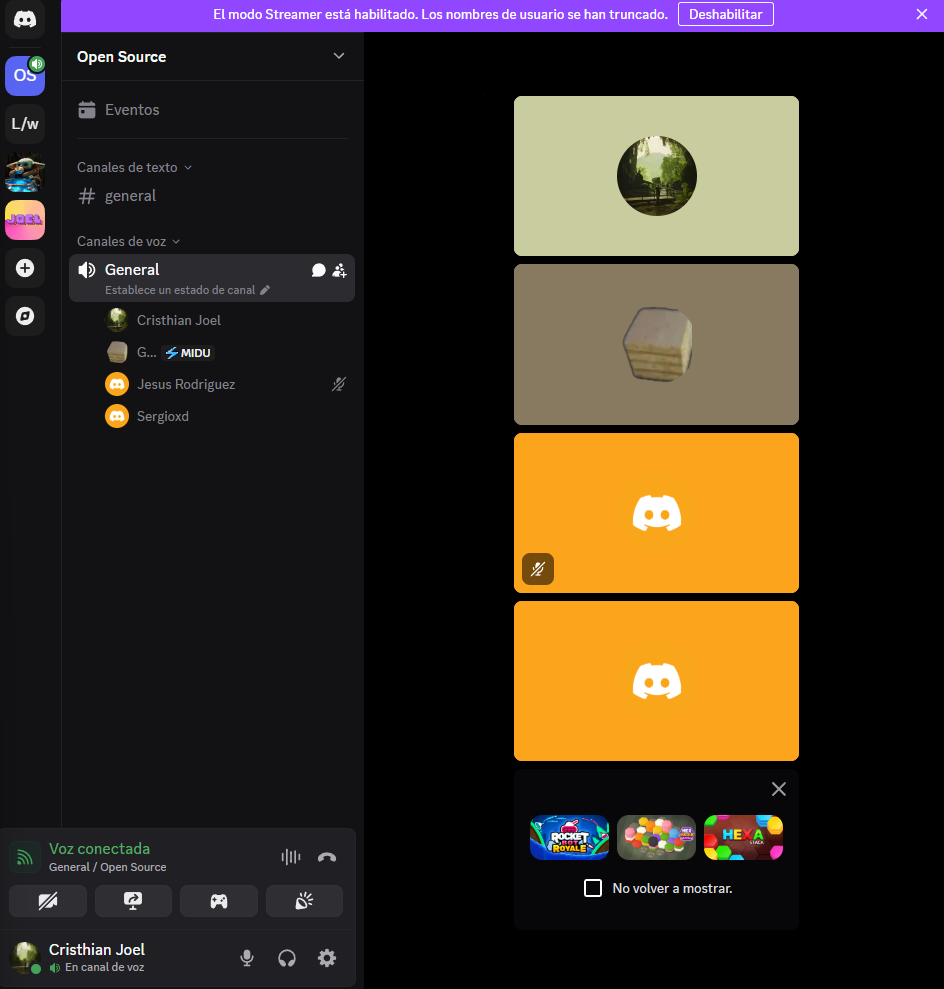 El modo Streamer está habilitado. Los nombres de usuario se han truncado.
Deshabilitar
Open Source
OS
L/w
JOEL
Eventos
Canales de texto
general
Canales de voz
General
Establece un estado de canal
Cristhian Joel
G... MIDU
Jesus Rodriguez
Sergioxd
ROCKET
BOT
ROYALE
HEXA
STACK
No volver a mostrar.
Voz conectada
General / Open Source
Cristhian Joel
En canal de voz